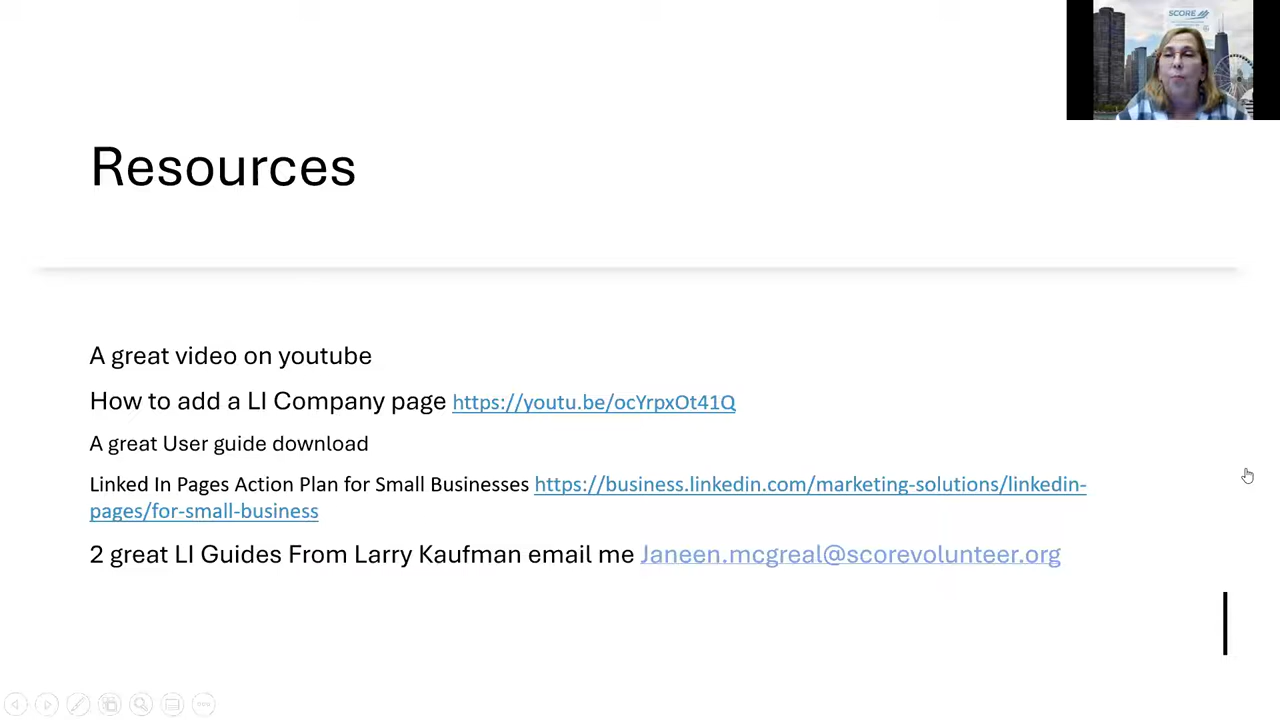 SCORE
Resources
A great video on youtube
How to add a LI Company page https://youtu.be/ocYrpxOt41Q
A great User guide download
Linked In Pages Action Plan for Small Businesses https://business.linkedin.com/marketing-solutions/linkedin-
pages/for-small-business
2 great LI Guides From Larry Kaufman email me Janeen.mcgreal@scorevolunteer.org